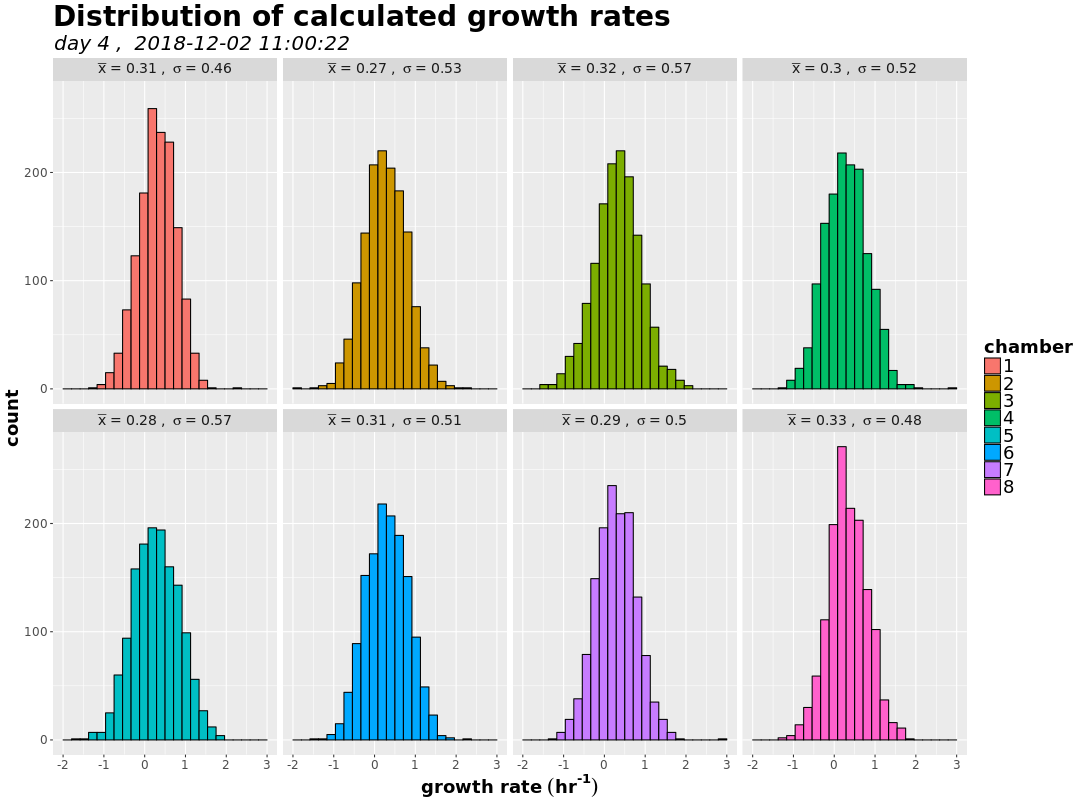 Distribution of calculated growth rates
day 4 ,  2018-12-02 11:00:22
x̅ = 0.31 ,  σ = 0.46
x̅ = 0.27 ,  σ = 0.53
x̅ = 0.32 ,  σ = 0.57
x̅ = 0.3 ,  σ = 0.52
200
100
0
count
x̅ = 0.28 ,  σ = 0.57
x̅ = 0.31 ,  σ = 0.51
x̅ = 0.29 ,  σ = 0.5
x̅ = 0.33 ,  σ = 0.48
200
100
0
-2 -1 0 1 2 3
-2 -1 0 1 2 3
-2 -1 0 1 2 3
-2 -1 0 1 2 3
growth rate (hr⁻¹)
chamber
1
2
3
4
5
6
7
8